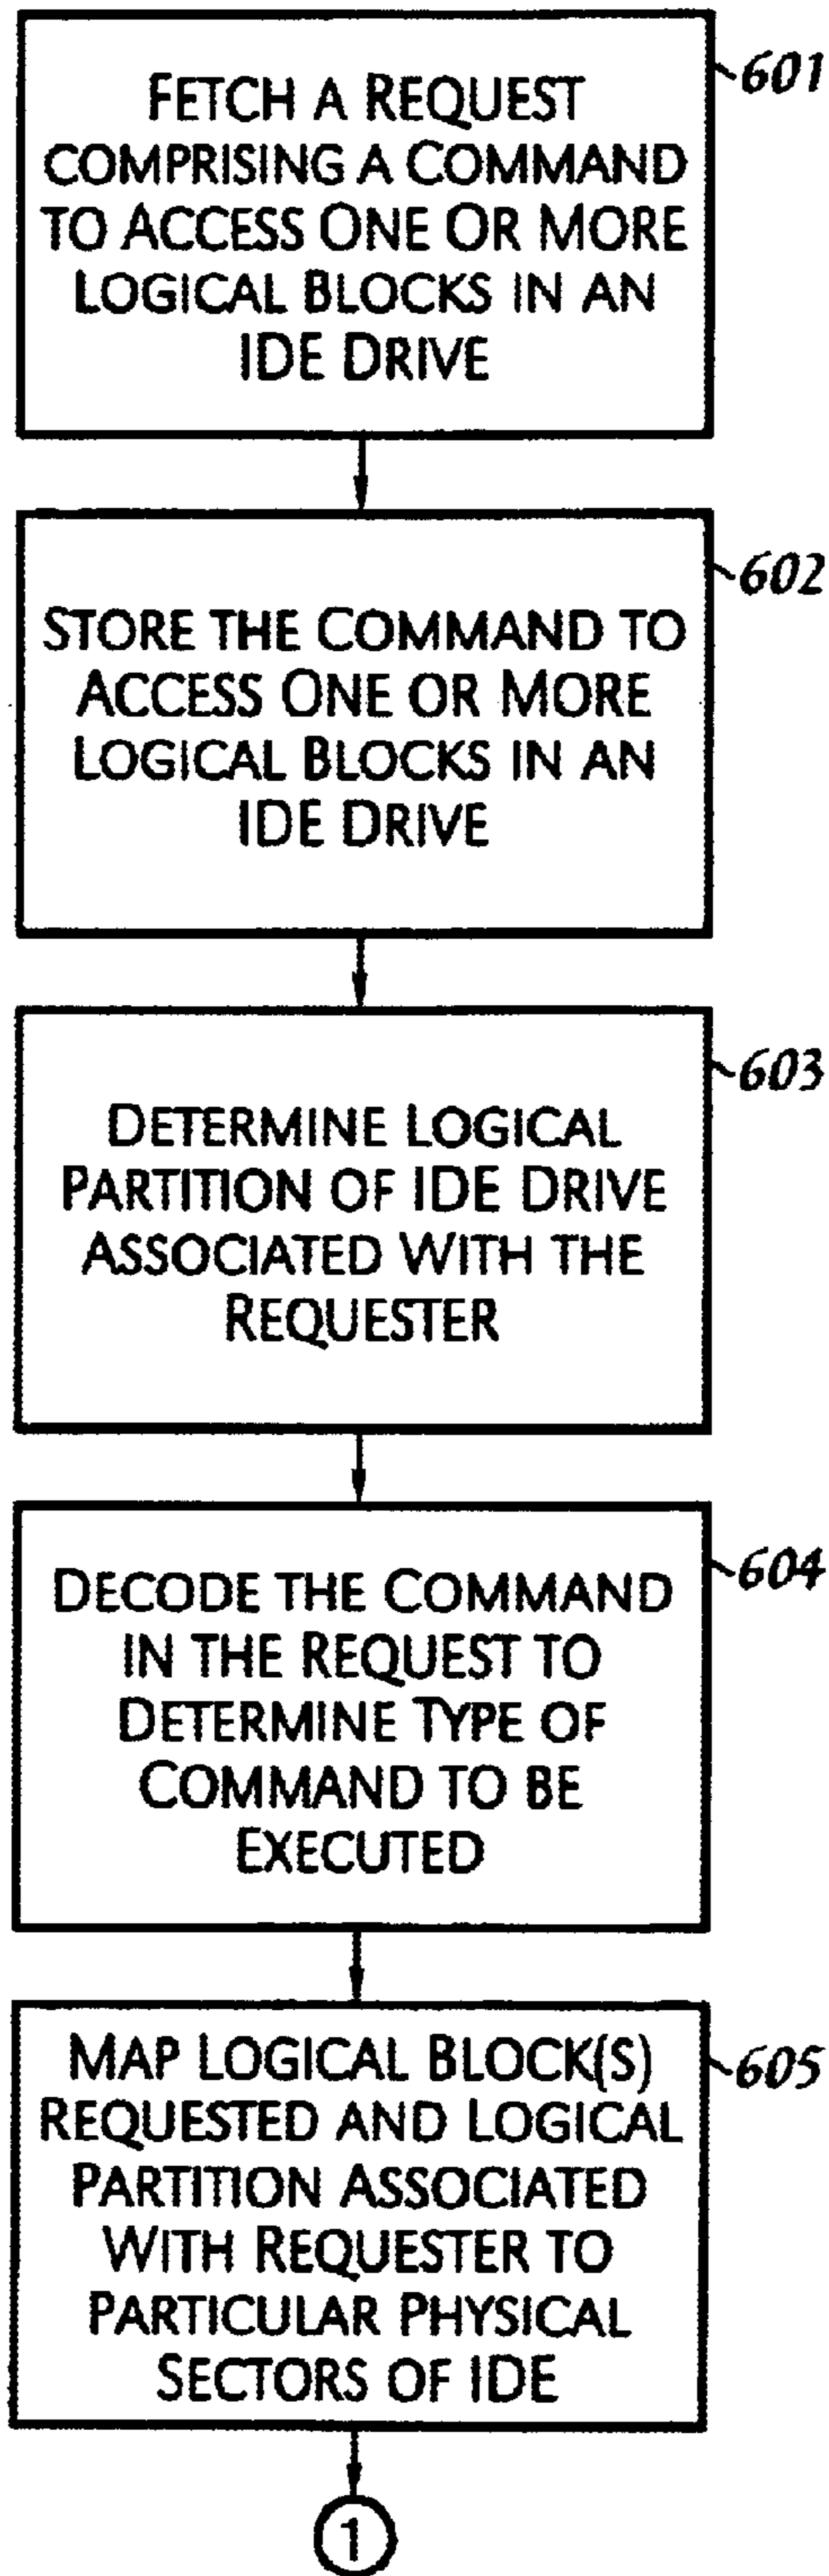 601
FETCH A REQUEST
COMPRISING A COMMAND
TO ACCESS ONE OR MORE
LOGICAL BLOCKS IN AN
IDE DRIVE
602
STORE THE COMMAND TO
ACCESS ONE OR MORE
LOGICAL BLOCKS IN AN
IDE DRIVE
603
DETERMINE LOGICAL
PARTITION OF IDE DRIVE
ASSOCIATED WITH THE
REQUESTER
604
DECODE THE COMMAND
IN THE REQUEST TO
DETERMINE TYPE OF
COMMAND TO BE
EXECUTED
605
MAP LOGICAL BLOCK(S)
REQUESTED AND LOGICAL
PARTITION ASSOCIATED
WITH REQUESTER TO
PARTICULAR PHYSICAL
SECTORS OF IDE
1